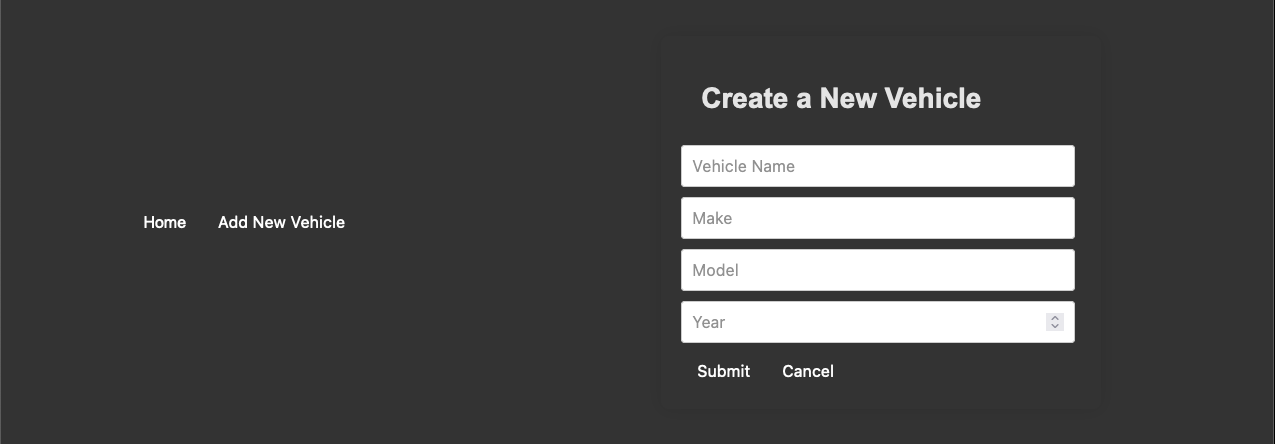 Home Add New Vehicle
Create a New Vehicle
Vehicle Name
Make
Model
Year
Submit Cancel